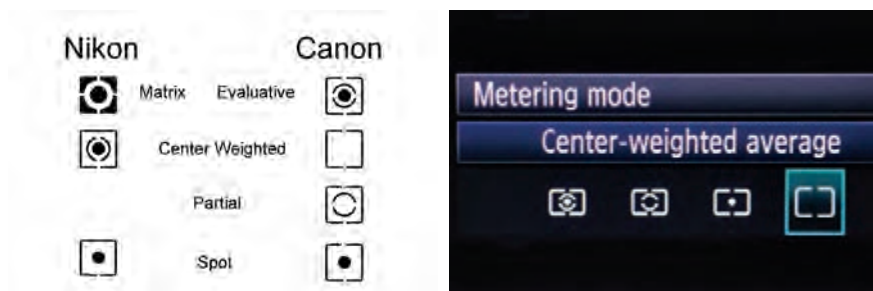 Nikon Canon
Matrix Evaluative
Center Weighted
Partial
Spot
Metering mode
Center-weighted average